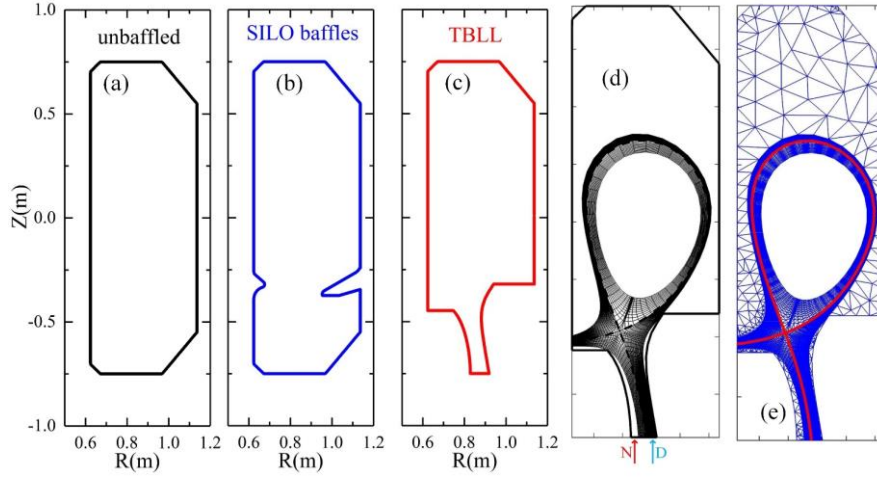 unbaffled
SILO baffles
TBLL
(a)
(b)
(c)
(d)
(e)
1.0
0.5
0.0
-0.5
-1.0
Z(m)
0.6 0.8 1.0 1.2
0.6 0.8 1.0 1.2
0.6 0.8 1.0 1.2
R(m)
R(m)
R(m)
N D